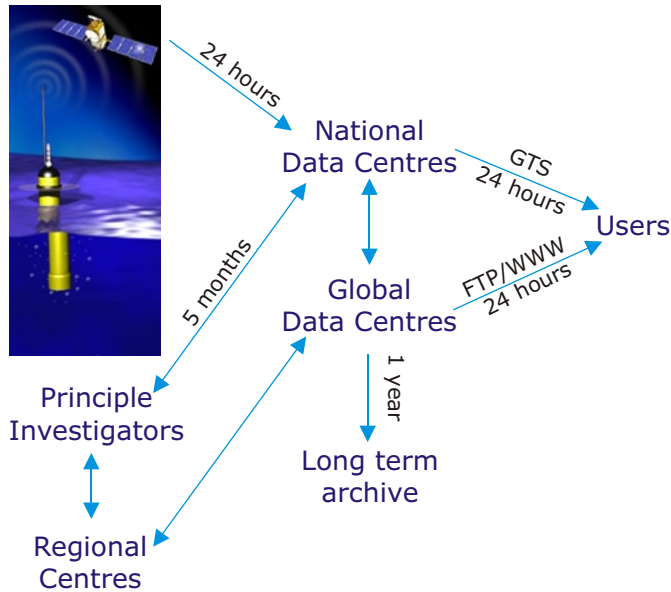 24 hours
National
Data Centres
GTS
24 hours
Users
5 months
Global
Data Centres
FTP/WWW
24 hours
1 year
Principle
Investigators
Long term
archive
Regional
Centres